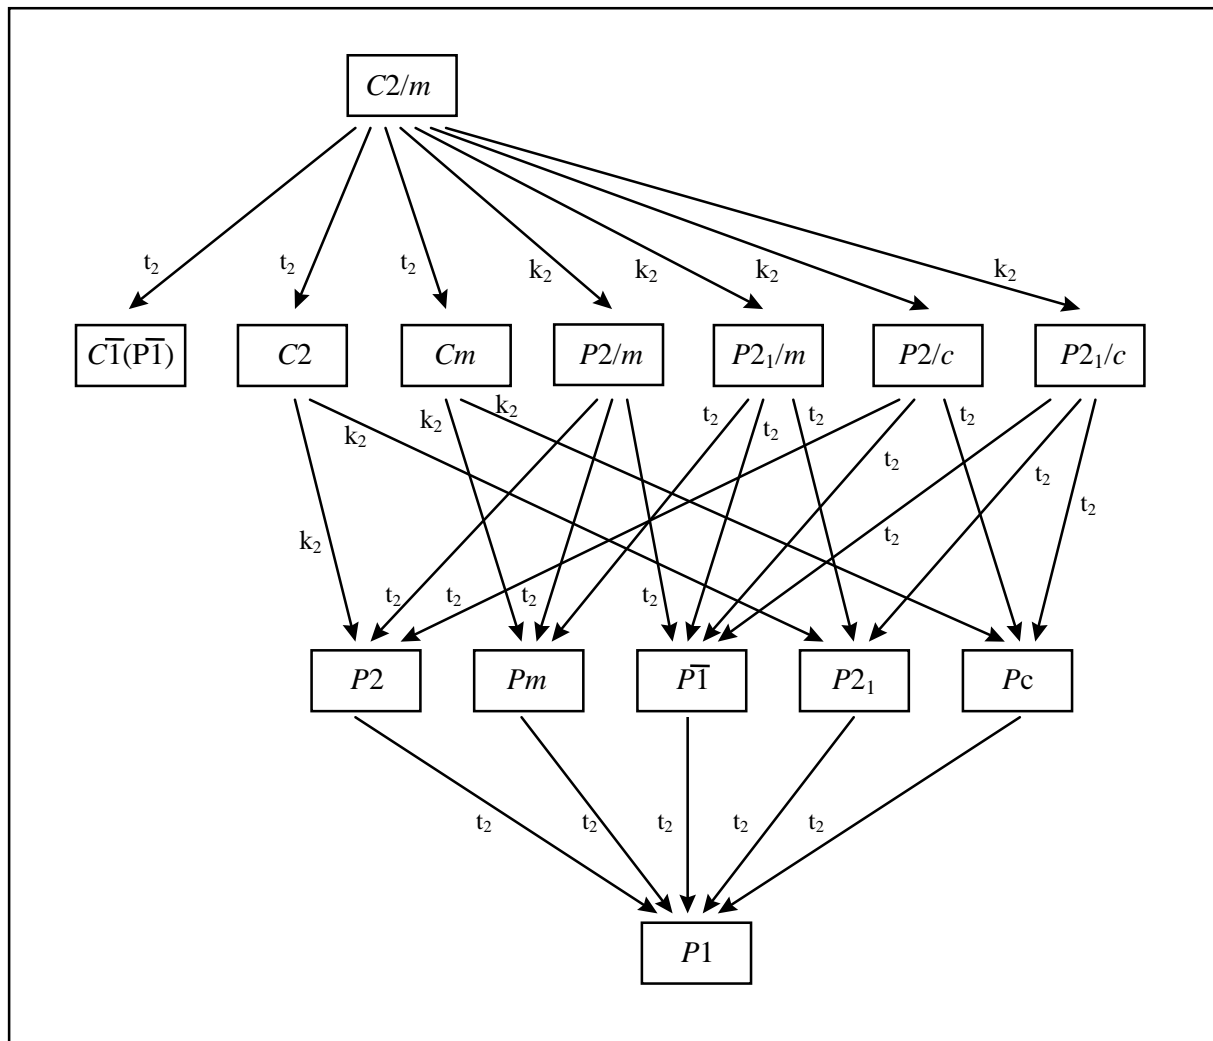 C2/m
t₂ t₂ t₂ k₂ k₂ k₂ k₂
C1̅(P1̅) C2 Cm P2/m P2₁/m P2/c P2₁/c
k₂ k₂ k₂ t₂ t₂ t₂ t₂ t₂ t₂ t₂
k₂ t₂
t₂ t₂ t₂ t₂
P2 Pm P1̅ P2₁ Pc
t₂ t₂ t₂ t₂ t₂
P1